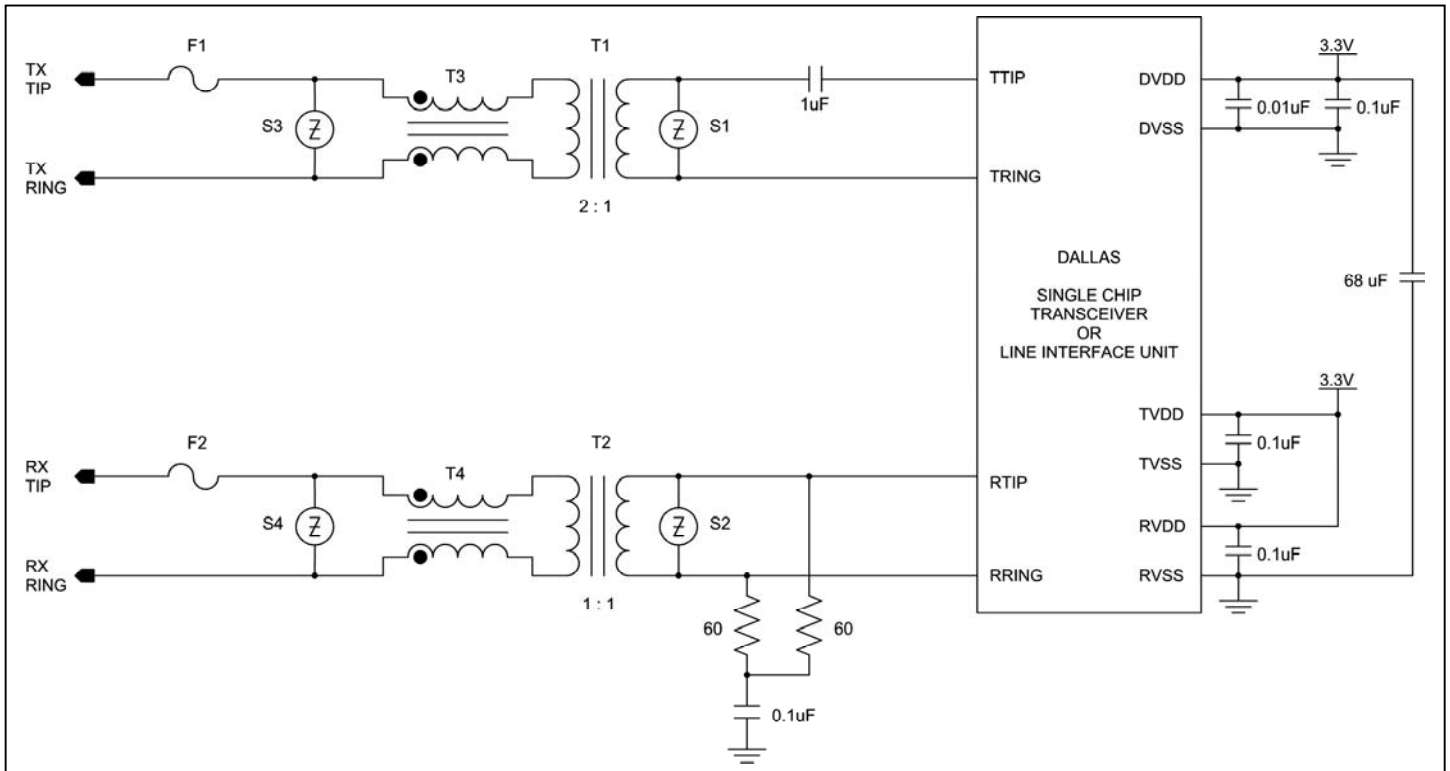 F1
T1
TX
TIP
T3
1uF
TTIP
DVDD
3.3V
0.01uF
0.1uF
S3
S1
DVSS
TX
RING
TRING
2 : 1
DALLAS
SINGLE CHIP
TRANSCEIVER
OR
LINE INTERFACE UNIT
68 uF
3.3V
TVDD
0.1uF
TVSS
F2
T2
RX
TIP
T4
RTIP
S4
S2
RVDD
0.1uF
RX
RING
RRING
RVSS
1 : 1
60
60
0.1uF